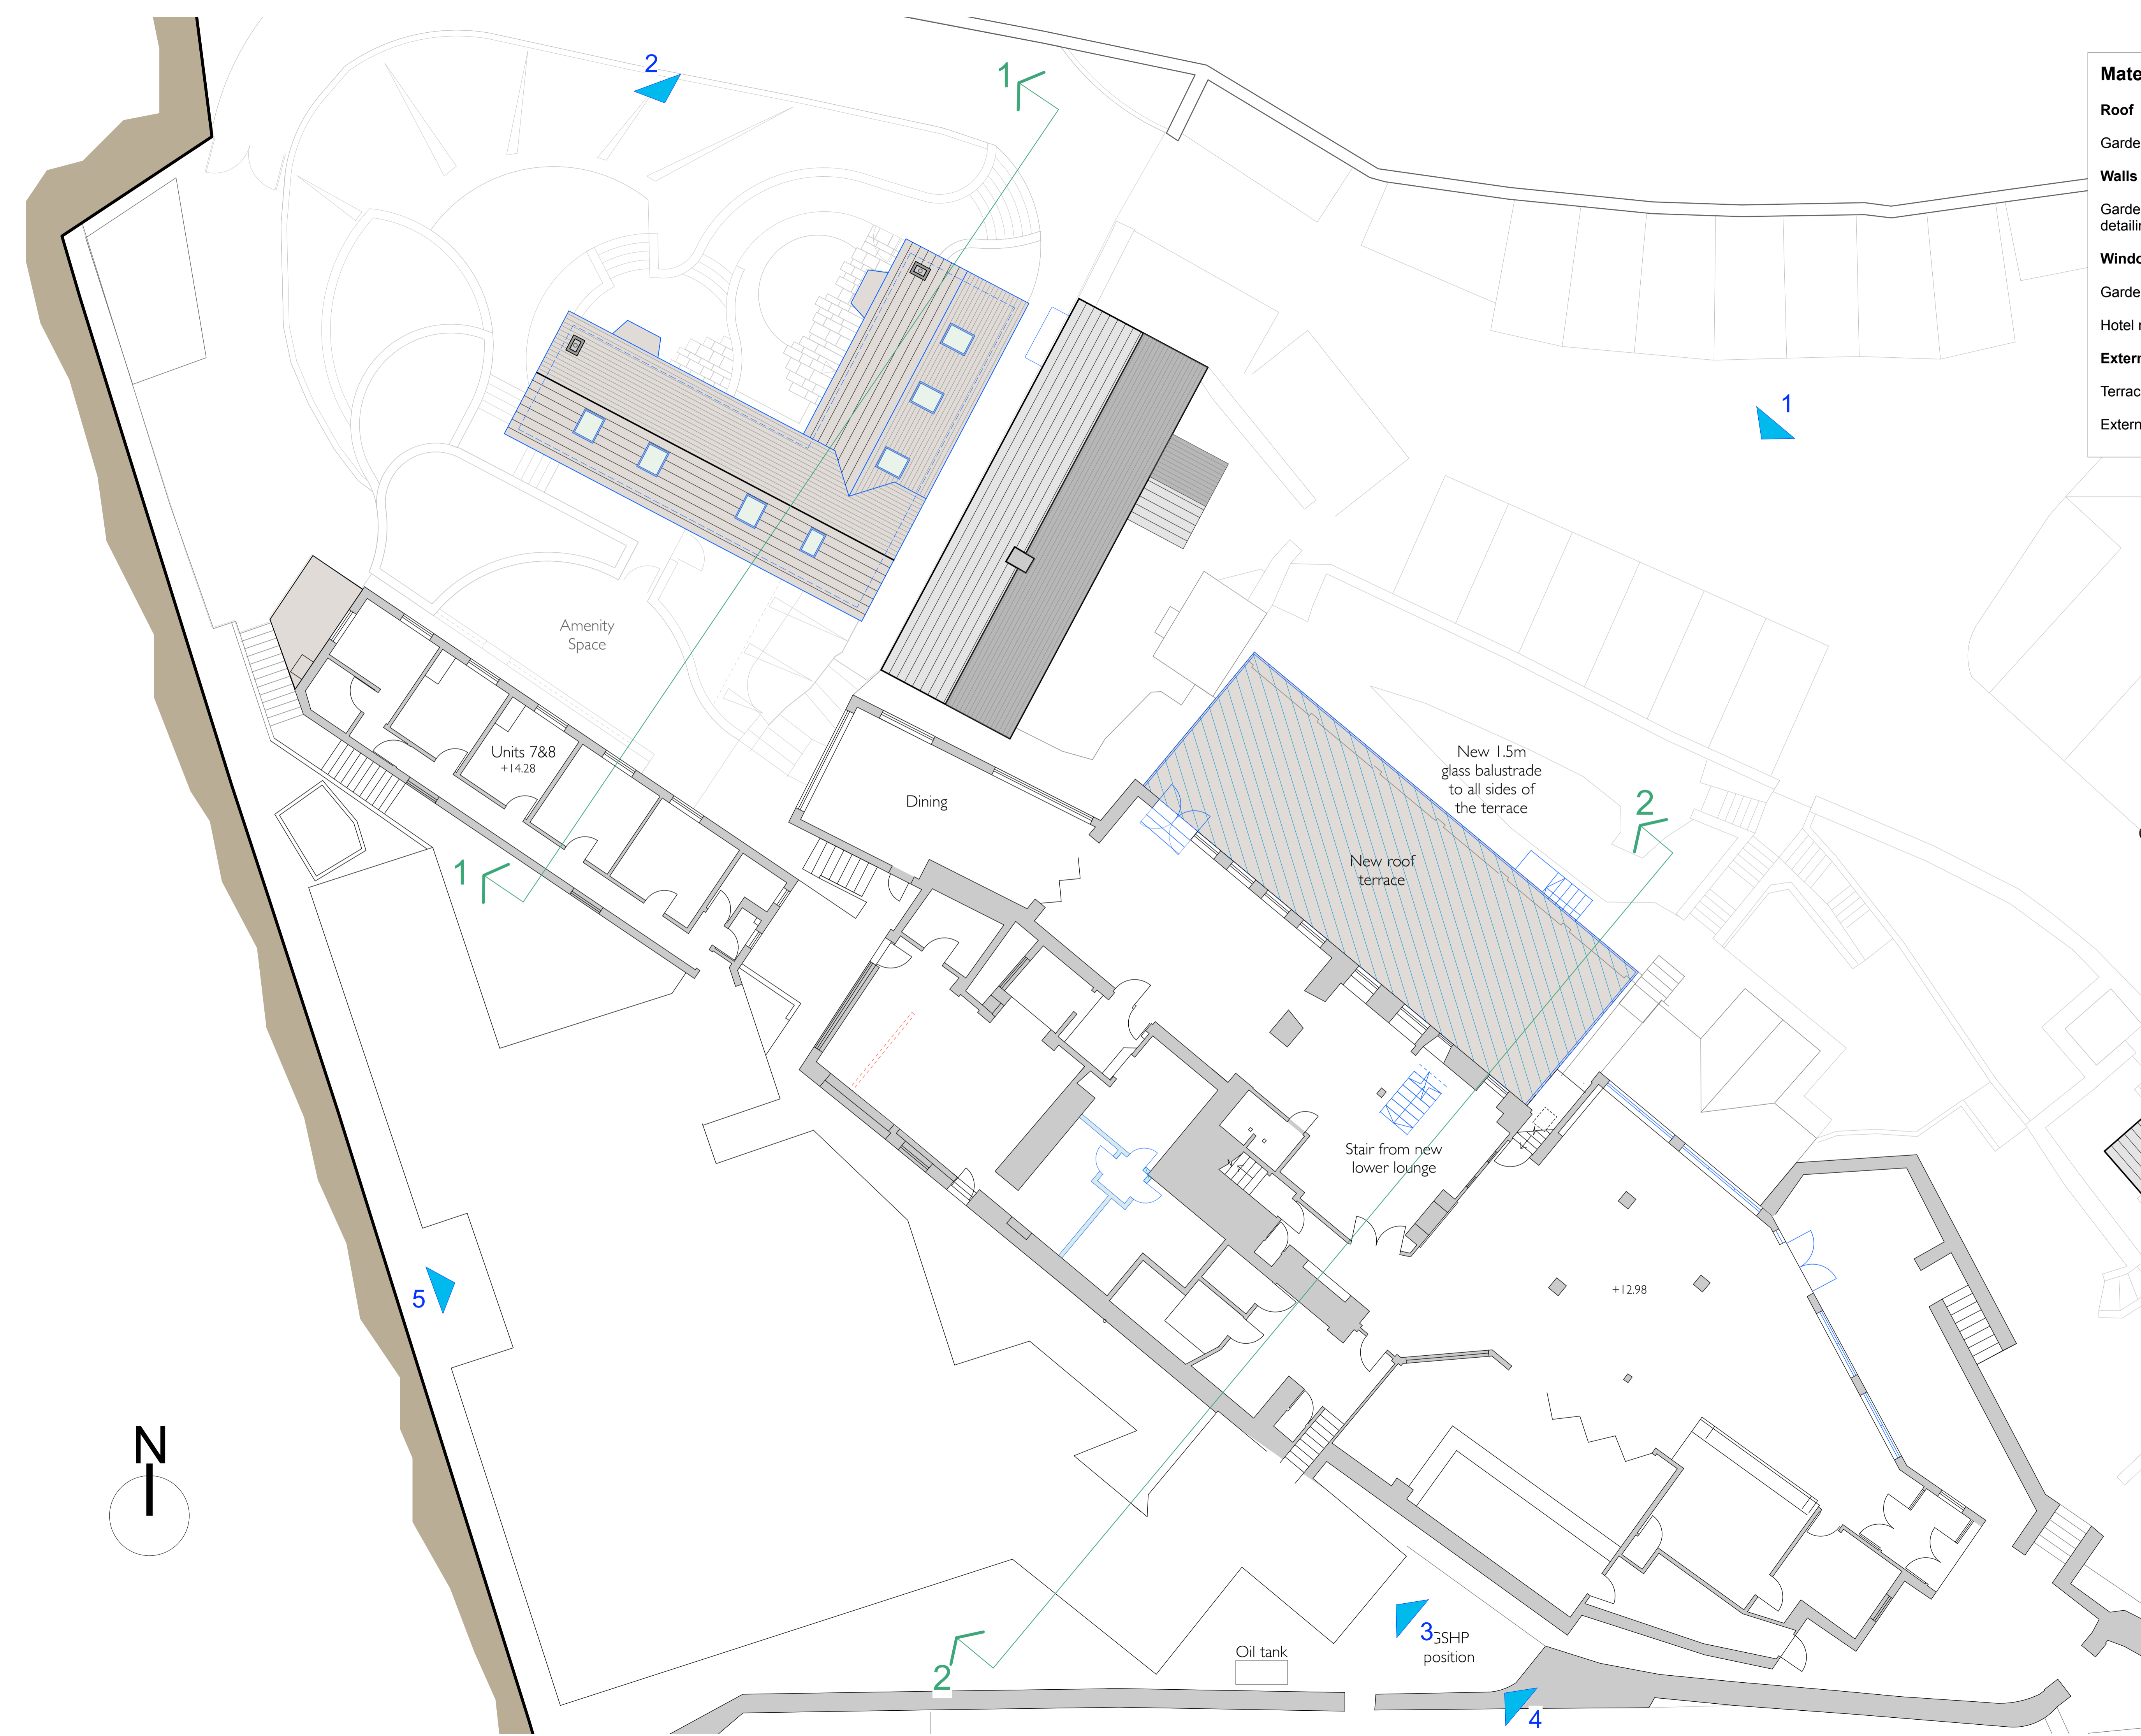 2
1
Mate
Roof
Garde
Walls
Garde
detailin
Windo
Garde
Hotel r
Extern
Terrac
Extern
1
Amenity
Space
Units 7&8
+14.28
Dining
New 1.5m
glass balustrade
to all sides of
the terrace
2
New roof
terrace
1
Stair from new
lower lounge
+12.98
5
N
3
GSHP
position
Oil tank
2
4